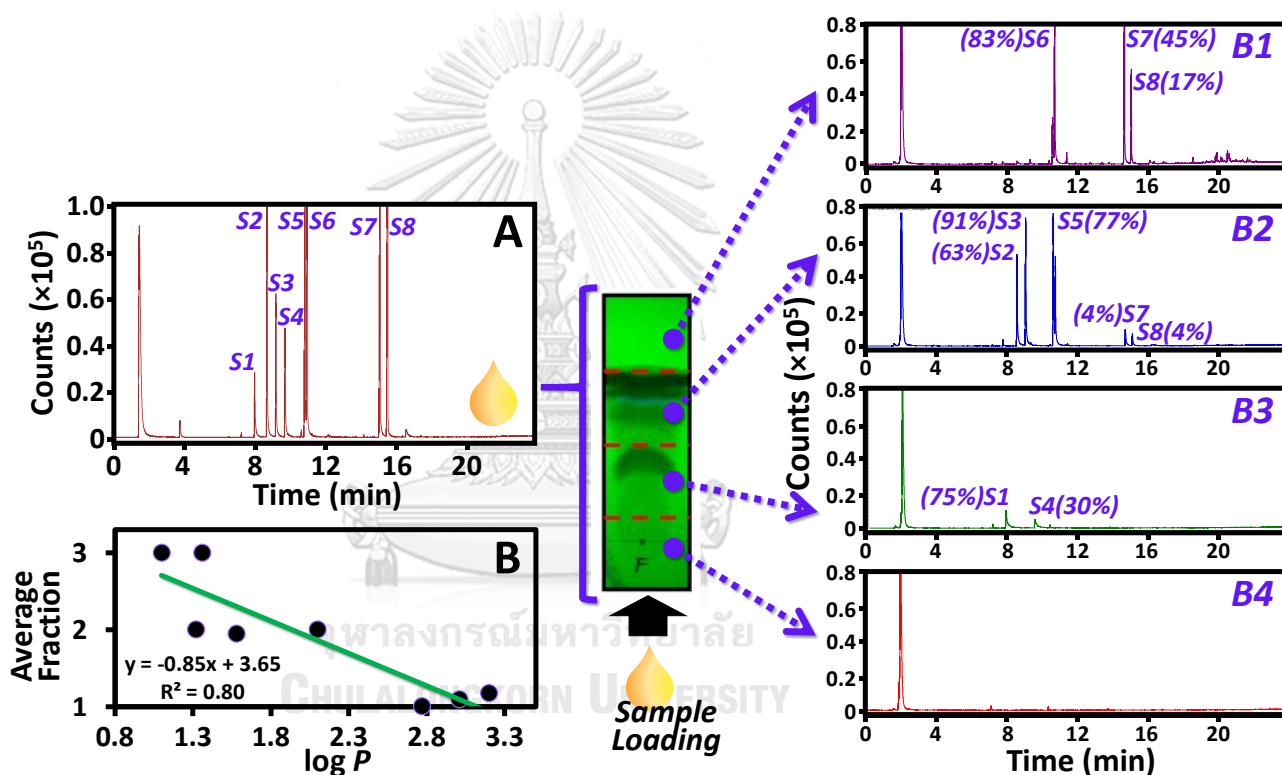 A
1.0
0.8
0.6
0.4
0.2
0
Counts (×10⁵)
S1
S2
S3
S4
S5
S6
S7
S8
0 4 8 12 16 20
Time (min)
B
3
2
1
Average
Fraction
y = -0.85x + 3.65
R² = 0.80
0.8 1.3 1.8 2.3 2.8 3.3
log P
จุฬาลงกรณ์มหาวิทยาลัย
CHULALONGKORN UNIVERSITY
F
Sample
Loading
B1
0.8
0.4
0.2
0
(83%)S6
S7(45%)
S8(17%)
0 4 8 12 16 20
B2
0.8
0.6
0.4
0.2
0
(91%)S3
(63%)S2
S5(77%)
(4%)S7
S8(4%)
0 4 8 12 16 20
Counts (×10⁵)
B3
0.8
0.6
0.4
0.2
0
(75%)S1
S4(30%)
0 4 8 12 16 20
B4
0.8
0.6
0.4
0.2
0
0 4 8 12 16 20
Time (min)